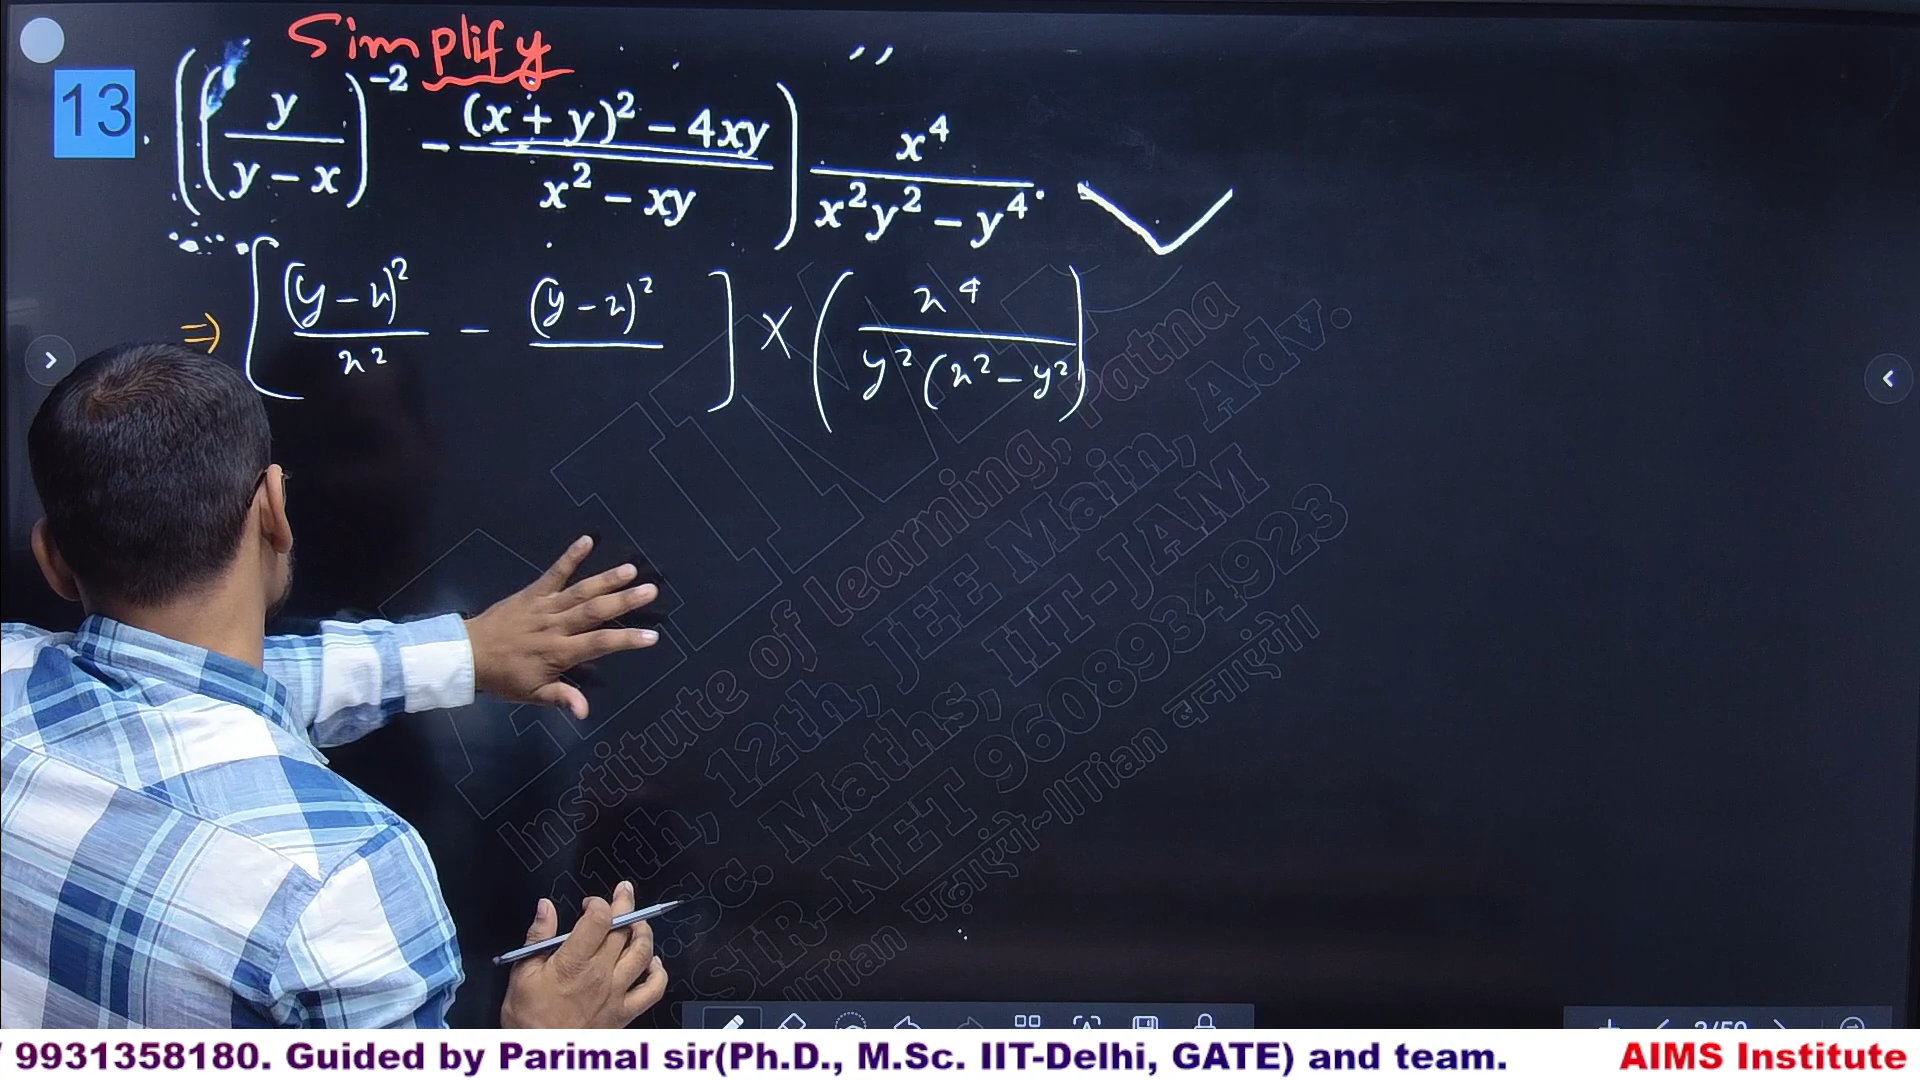 Simplify
13. ((y/(y − x))^−2 − ((x + y)^2 − 4xy)/(x^2 − xy)) x^4/(x^2y^2 − y^4).
⇒ [(y − x)^2/x^2 − (y − x)^2/ ] × (x^4/(y^2(x^2 − y^2)))
AIMS
Institute of learning, Patna
11th, 12th, JEE Main, Adv.
.Sc. Maths, IIT-JAM
CSIR-NET 9608934923
IITian पढ़ाएंगे~IITian बनाएंगे।
9931358180. Guided by Parimal sir(Ph.D., M.Sc. IIT-Delhi, GATE) and team. AIMS Institute